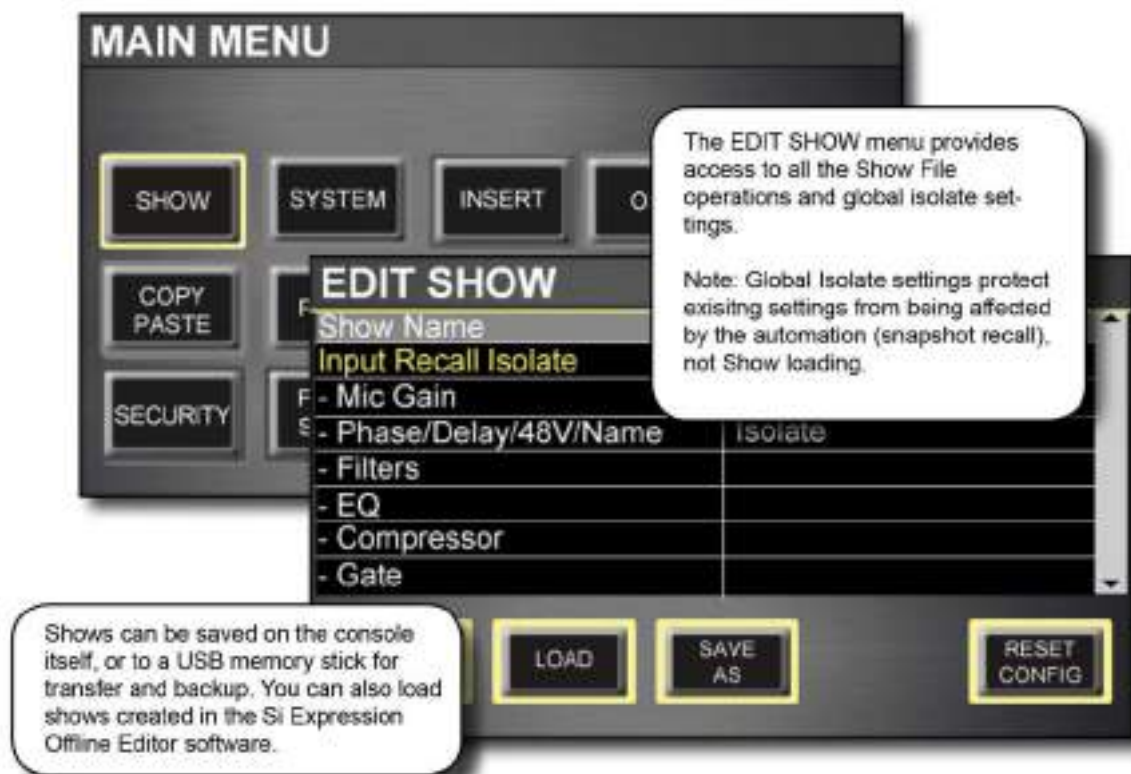 MAIN MENU
SHOW
SYSTEM
INSERT
O
COPY
PASTE
SECURITY
The EDIT SHOW menu provides
access to all the Show File
operations and global isolate set-
tings.
Note: Global Isolate settings protect
exisitng settings from being affected
by the automation (snapshot recall),
not Show loading.
EDIT SHOW
Show Name
Input Recall Isolate
- Mic Gain
- Phase/Delay/48V/Name
Isolate
- Filters
- EQ
- Compressor
- Gate
LOAD
SAVE
AS
RESET
CONFIG
Shows can be saved on the console
itself, or to a USB memory stick for
transfer and backup. You can also load
shows created in the Si Expression
Offline Editor software.